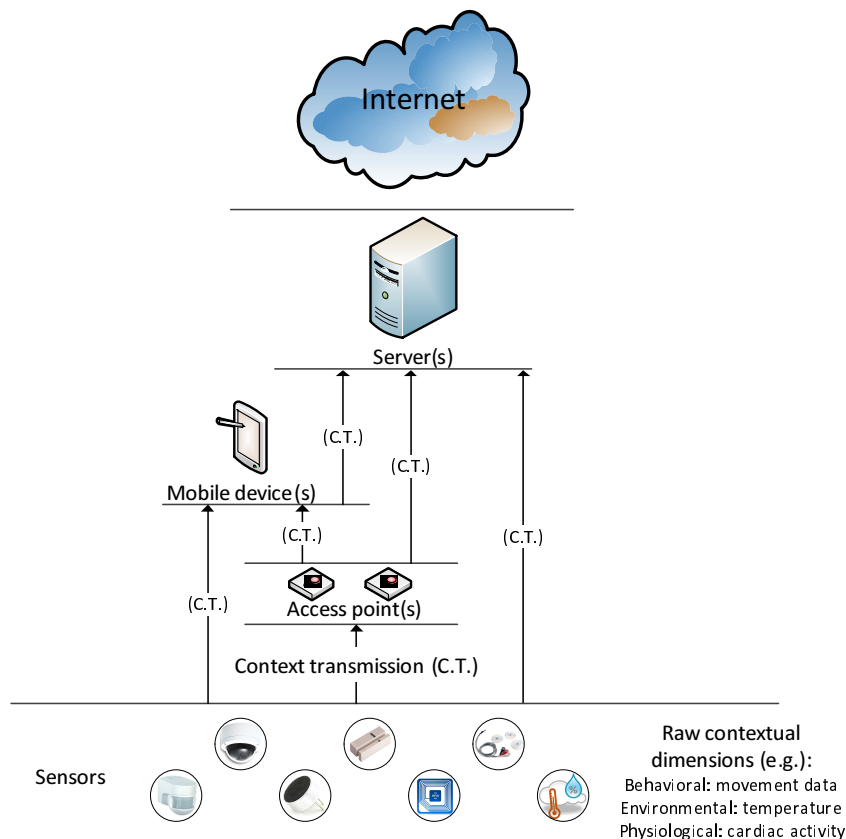 Internet
Server(s)
(C.T.)
(C.T.)
Mobile device(s)
(C.T.)
(C.T.)
(C.T.)
Access point(s)
Context transmission (C.T.)
Sensors
%
Raw contextual
dimensions (e.g.):
Behavioral: movement data
Environmental: temperature
Physiological: cardiac activity